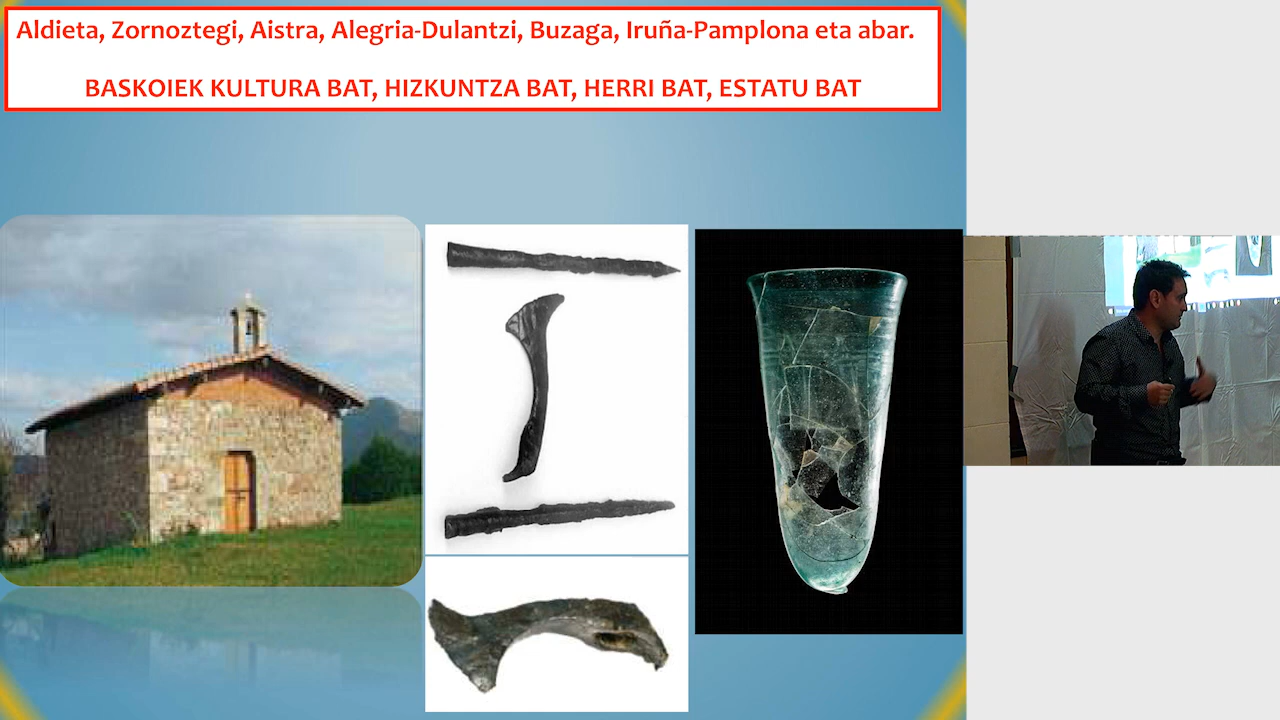 Aldieta, Zornoztegi, Aistra, Alegria-Dulantzi, Buzaga, Iruña-Pamplona eta abar.
BASKOIEK KULTURA BAT, HIZKUNTZA BAT, HERRI BAT, ESTATU BAT